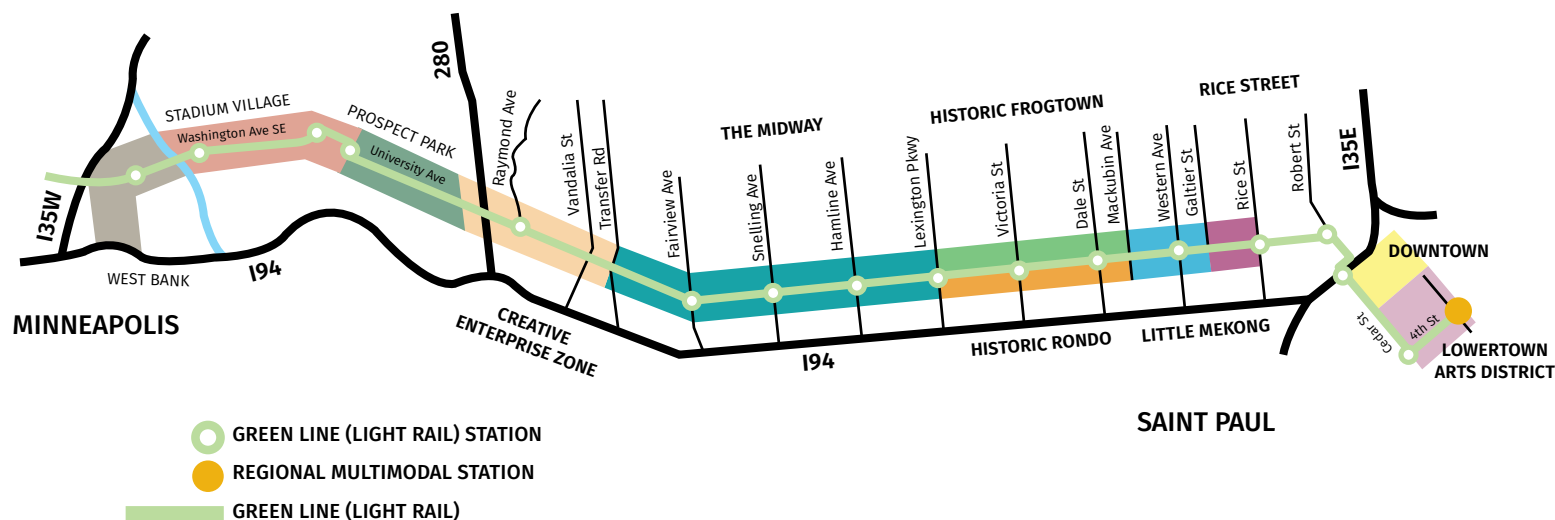 I35W
STADIUM VILLAGE
Washington Ave SE
PROSPECT PARK
University Ave
280
Raymond Ave
Vandalia St
Transfer Rd
THE MIDWAY
Fairview Ave
Snelling Ave
Hamline Ave
Lexington Pkwy
HISTORIC FROGTOWN
Victoria St
Dale St
Mackubin Ave
Western Ave
Galtier St
RICE STREET
Rice St
Robert St
I35E
DOWNTOWN
WEST BANK
I94
MINNEAPOLIS
CREATIVE
ENTERPRISE ZONE
I94
HISTORIC RONDO
LITTLE MEKONG
Cedar St
4th St
LOWERTOWN
ARTS DISTRICT
SAINT PAUL
GREEN LINE (LIGHT RAIL) STATION
REGIONAL MULTIMODAL STATION
GREEN LINE (LIGHT RAIL)